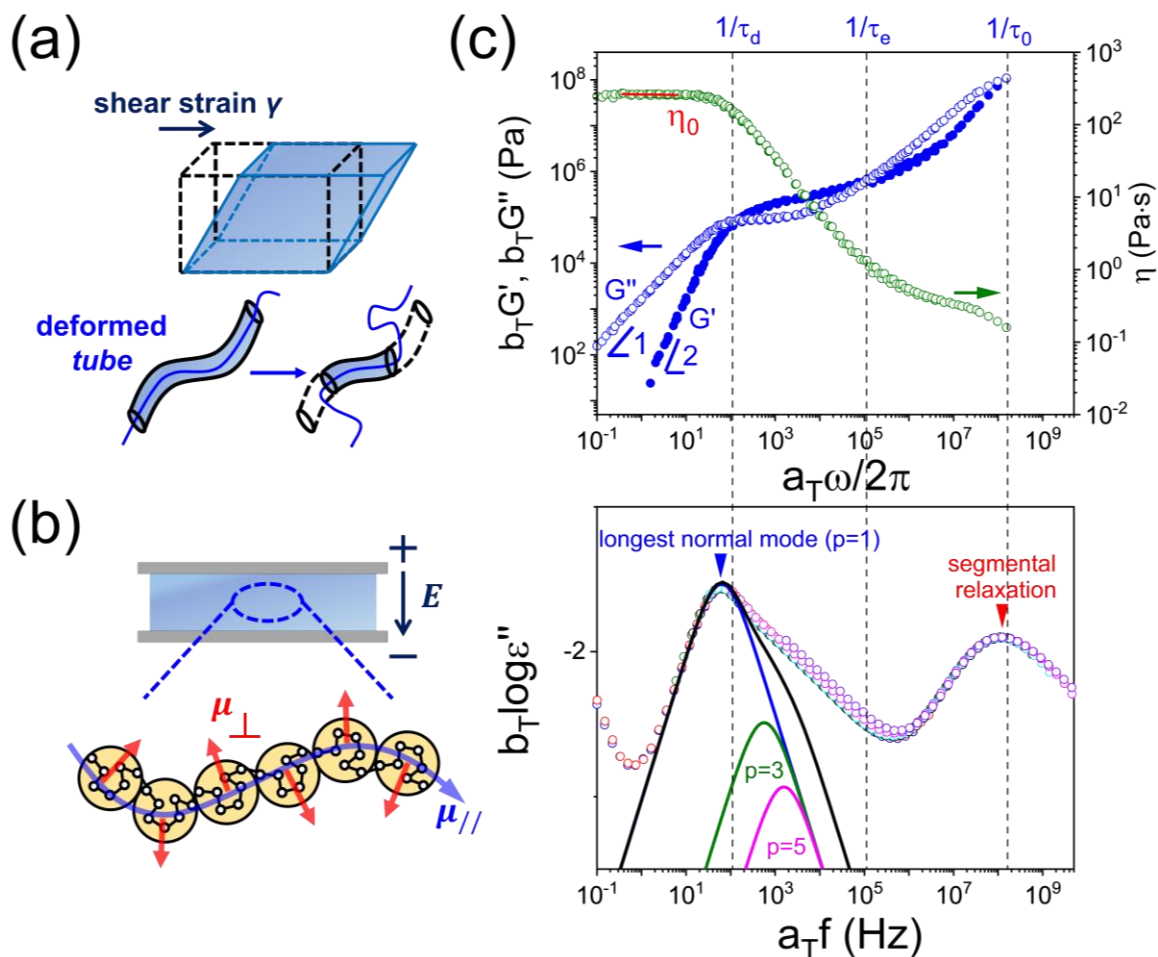 (a)
shear strain γ
deformed
tube
(b)
+
E
−
μ⊥
μ//
(c)
1/τd 1/τe 1/τ0
bTG', bTG'' (Pa)
10^8
10^6
10^4
10^2
η0
G''
G'
1
2
10^3
10^2
10^1
10^0
10^-1
10^-2
η (Pa·s)
10^-1 10^1 10^3 10^5 10^7 10^9
aTω/2π
longest normal mode (p=1)
segmental
relaxation
bTlogε''
-2
p=3
p=5
10^-1 10^1 10^3 10^5 10^7 10^9
aTf (Hz)